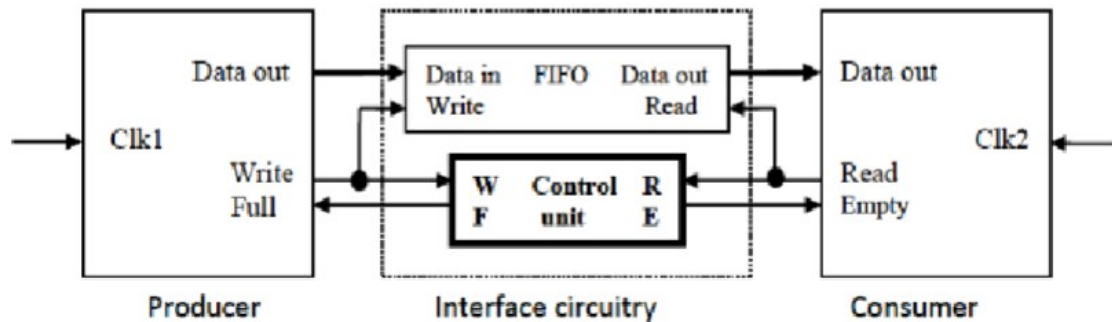 Data out
Clk1
Write
Full
Data in FIFO Data out
Write Read
W Control R
F unit E
Data out
Clk2
Read
Empty
Producer Interface circuitry Consumer